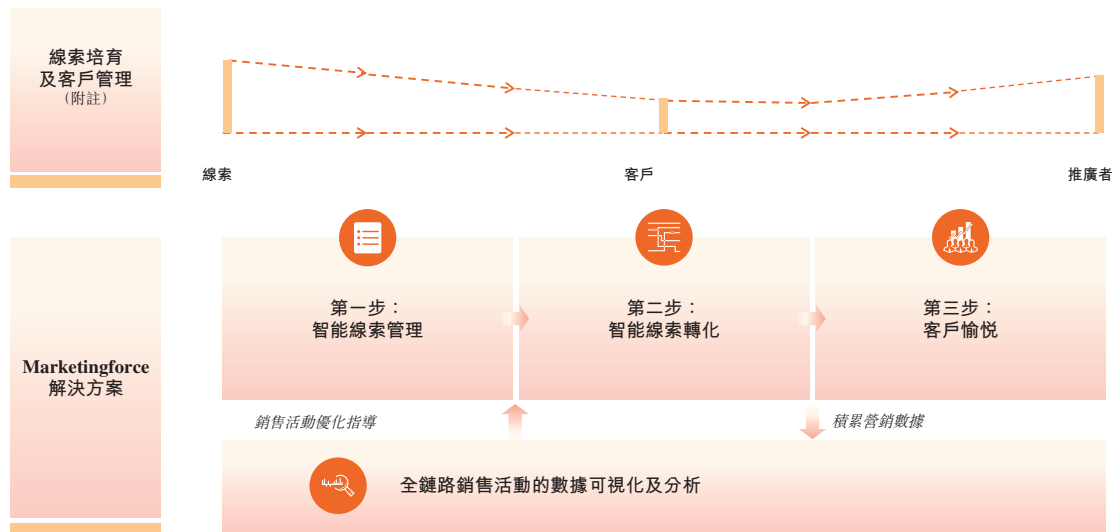 線索培育
及客戶管理
(附註)
線索
客戶
推廣者
Marketingforce
解決方案
第一步：
智能線索管理
第二步：
智能線索轉化
第三步：
客戶愉悦
銷售活動優化指導
積累營銷數據
全鏈路銷售活動的數據可視化及分析